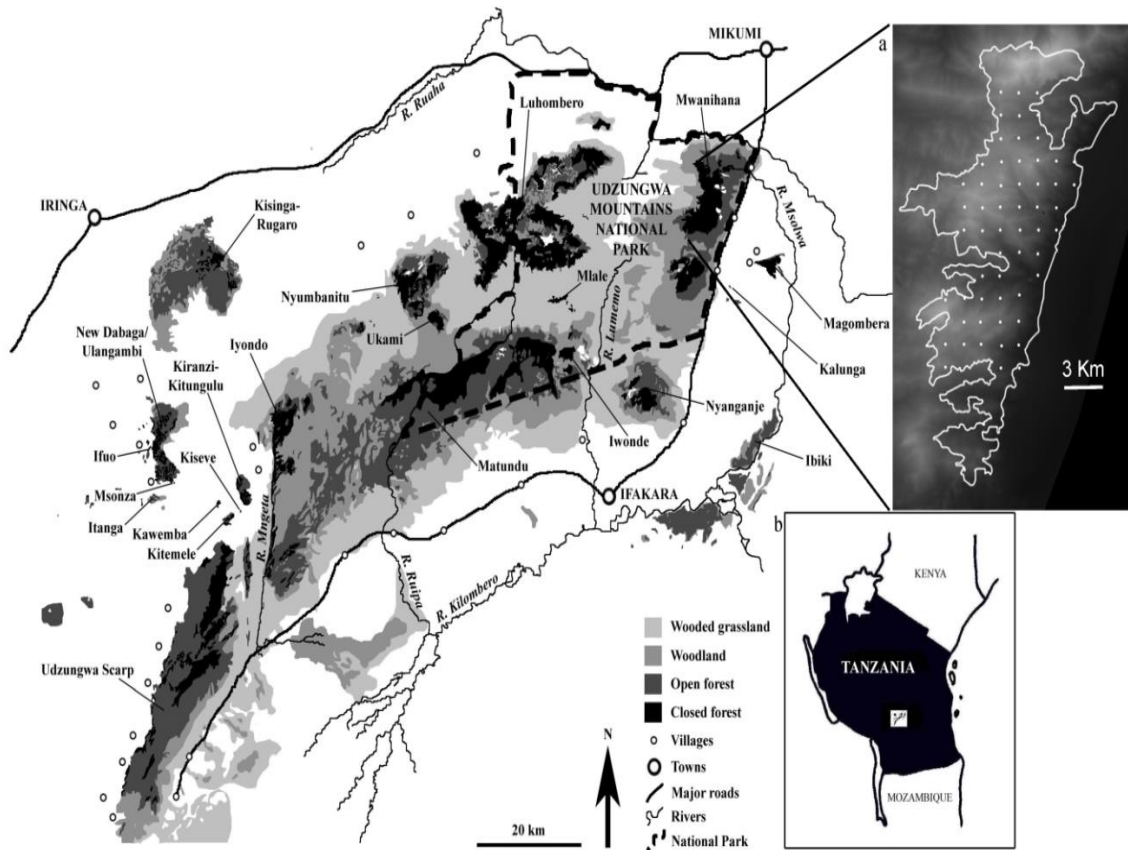 MIKUMI
a
R. Ruaha
Luhombero
Mwanihana
UDZUNGWA
MOUNTAINS
NATIONAL
PARK
R. Msolwa
IRINGA
Kisinga-
Rugaro
Nyumbanitu
Mlale
R. Lumemo
Magombera
3 Km
New Dabaga/
Ulangambi
Iyondo
Ukami
Kalunga
Kiranzi-
Kitungulu
Nyanganje
Iwonde
Ifuo
Kiseve
Matundu
Ibiki
Msonza
IFAKARA
Itanga
Kawemba
Kitemele
R. Mngeta
b
R. Ruipa
R. Kilombero
KENYA
Udzungwa Scarp
TANZANIA
MOZAMBIQUE
Wooded grassland
Woodland
Open forest
Closed forest
Villages
Towns
Major roads
Rivers
National Park
N
20 km